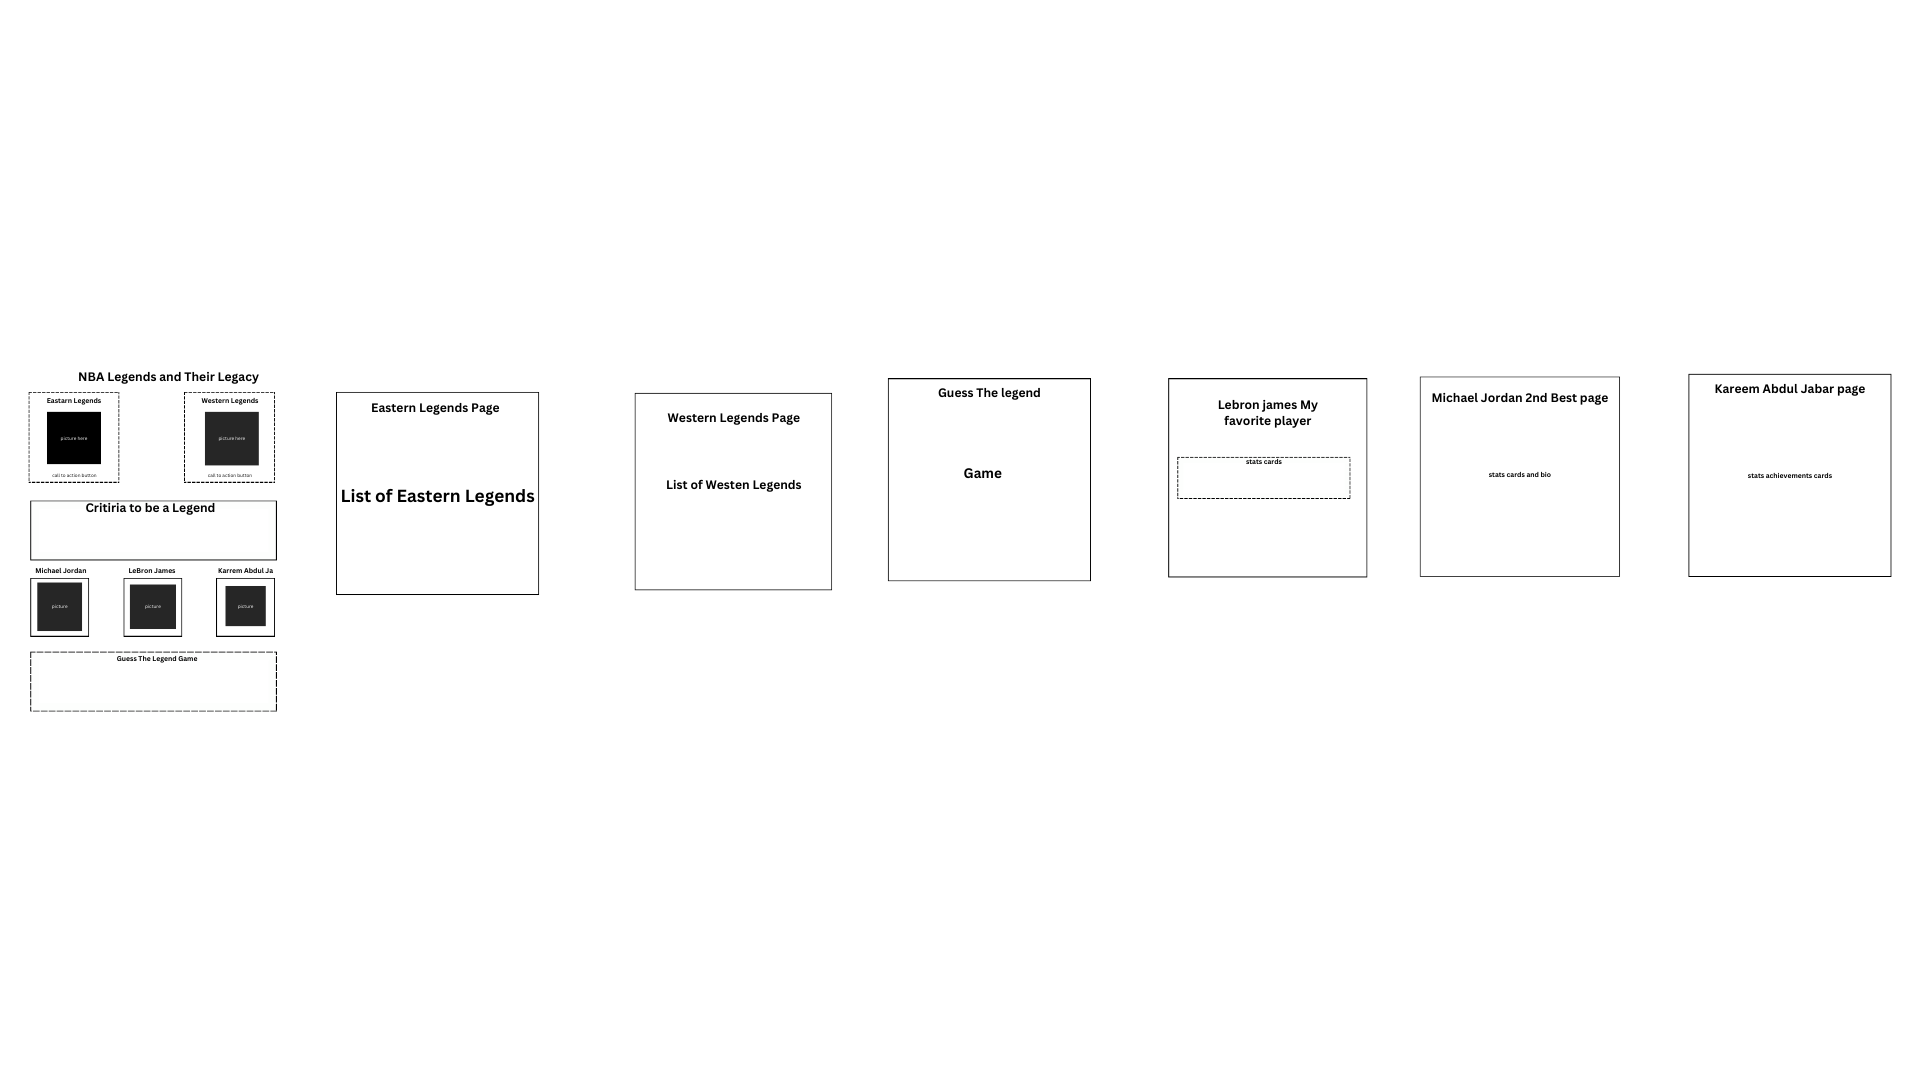 NBA Legends and Their Legacy
Eastarn Legends
Western Legends
picture here
picture here
call to action button
call to action button
Critiria to be a Legend
Michael Jordan
LeBron James
Karrem Abdul Ja
picture
picture
picture
Guess The Legend Game
Eastern Legends Page
List of Eastern Legends
Western Legends Page
List of Westen Legends
Guess The legend
Game
Lebron james My
favorite player
stats cards
Michael Jordan 2nd Best page
stats cards and bio
Kareem Abdul Jabar page
stats achievements cards